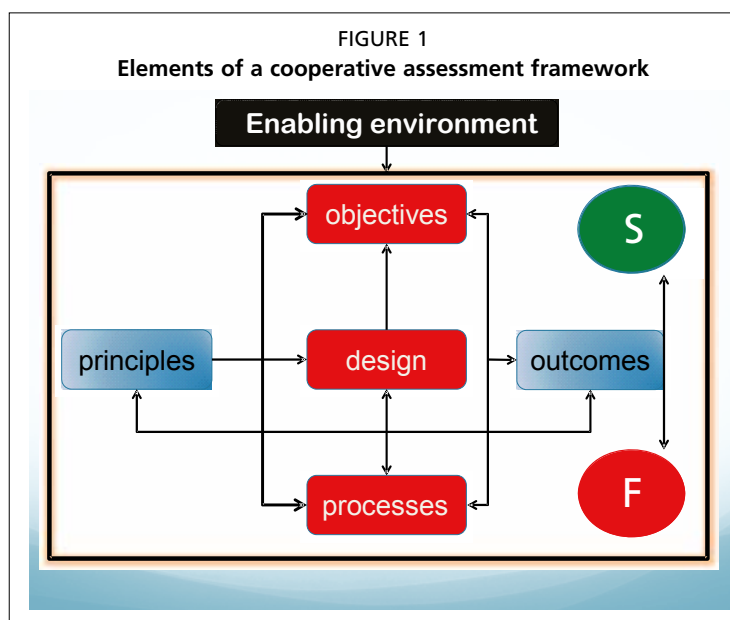 FIGURE 1
Elements of a cooperative assessment framework
Enabling environment
objectives
S
principles
design
outcomes
processes
F